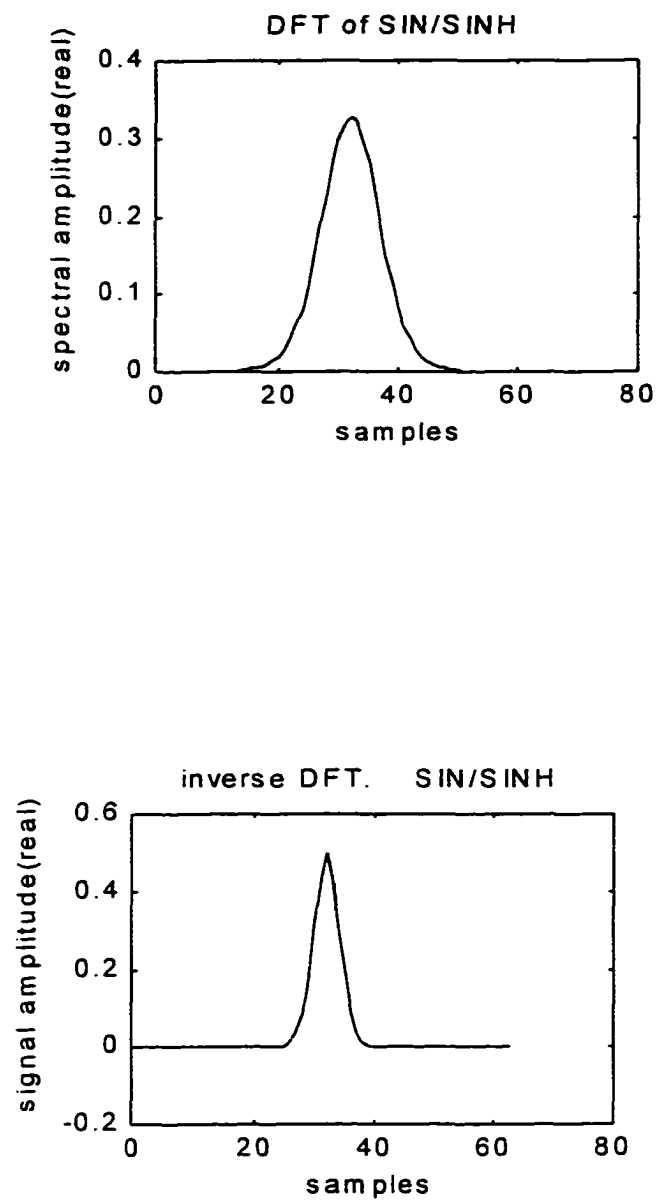 DFT of SIN/SINH
spectral amplitude(real)
0.4
0.3
0.2
0.1
0
0 20 40 60 80
samples
inverse DFT. SIN/SINH
signal amplitude(real)
0.6
0.4
0.2
0
-0.2
0 20 40 60 80
samples